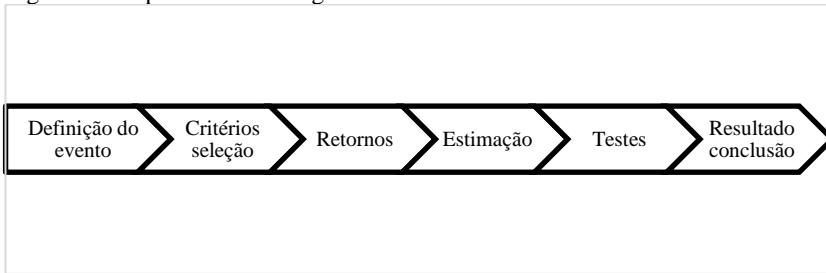 Definição do
evento
Critérios
seleção
Retornos
Estimação
Testes
Resultado
conclusão